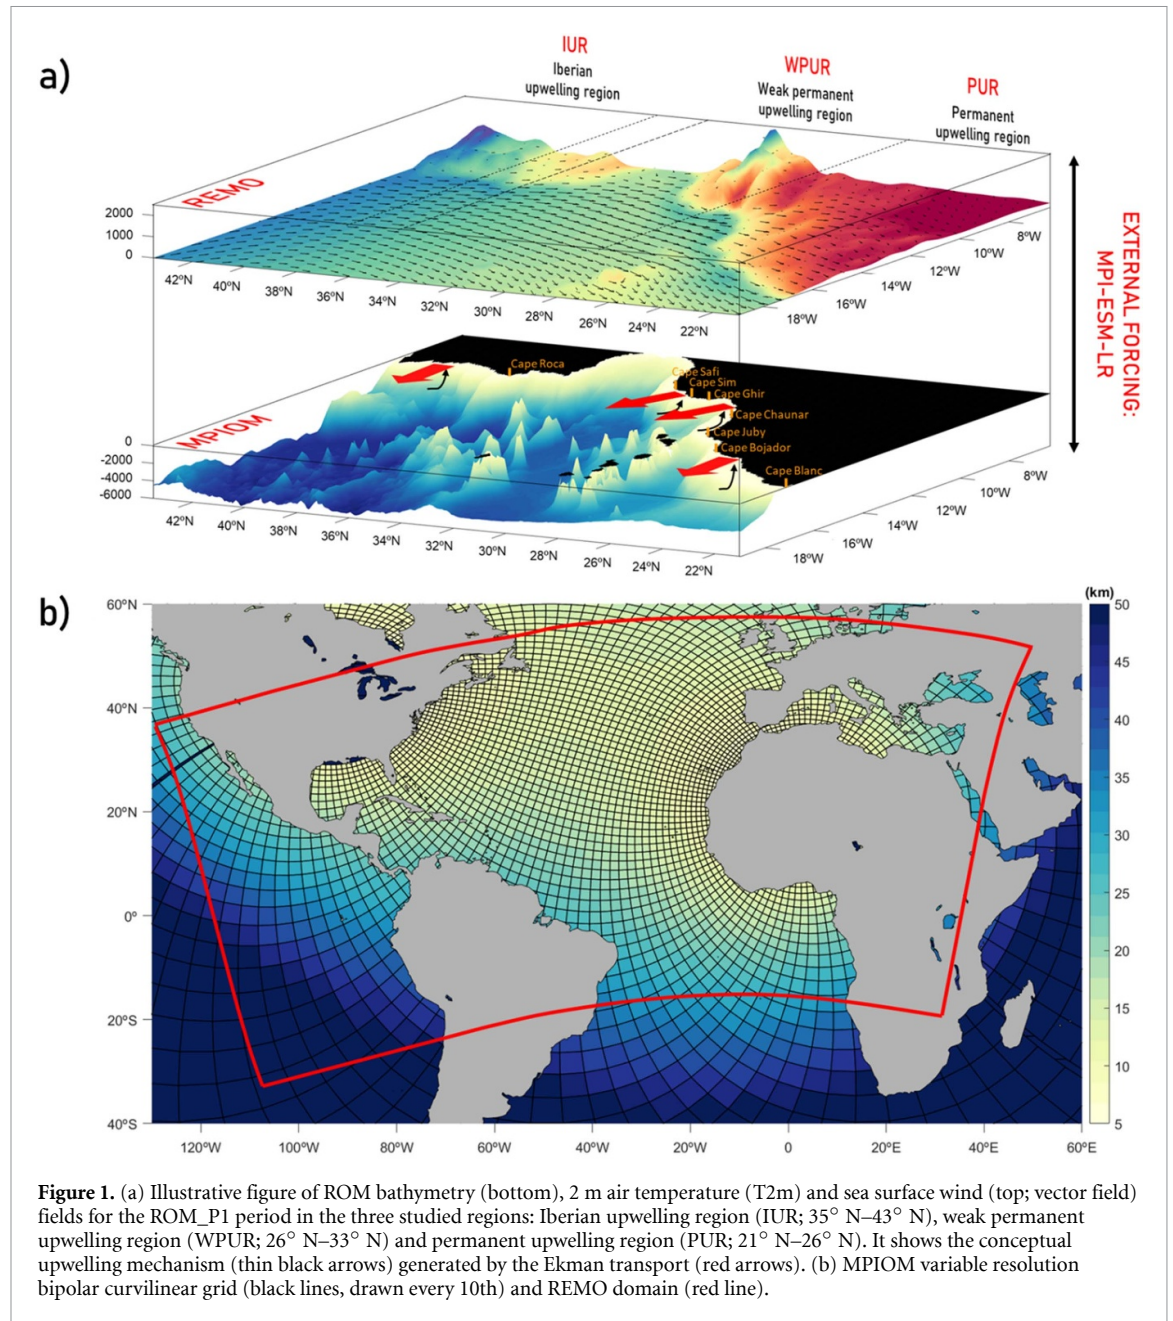 a)
IUR
Iberian
upwelling region
WPUR
Weak permanent
upwelling region
PUR
Permanent
upwelling region
REMO
2000
1000
0
42°N
40°N
38°N
36°N
34°N
32°N
30°N
28°N
26°N
24°N
22°N
18°W
16°W
14°W
12°W
10°W
8°W
EXTERNAL FORCING:
MPI-ESM-LR
MPIOM
Cape Roca
Cape Safi
Cape Sim
Cape Ghir
Cape Chaunar
Cape Juby
Cape Bojador
Cape Blanc
0
-2000
-4000
-6000
42°N
40°N
38°N
36°N
34°N
32°N
30°N
28°N
26°N
24°N
22°N
18°W
16°W
14°W
12°W
10°W
8°W
b)
60°N
40°N
20°N
0°
20°S
40°S
120°W
100°W
80°W
60°W
40°W
20°W
0
20°E
40°E
60°E
(km)
50
45
40
35
30
25
20
15
10
5
Figure 1. (a) Illustrative figure of ROM bathymetry (bottom), 2 m air temperature (T2m) and sea surface wind (top; vector field)
fields for the ROM_P1 period in the three studied regions: Iberian upwelling region (IUR; 35° N–43° N), weak permanent
upwelling region (WPUR; 26° N–33° N) and permanent upwelling region (PUR; 21° N–26° N). It shows the conceptual
upwelling mechanism (thin black arrows) generated by the Ekman transport (red arrows). (b) MPIOM variable resolution
bipolar curvilinear grid (black lines, drawn every 10th) and REMO domain (red line).